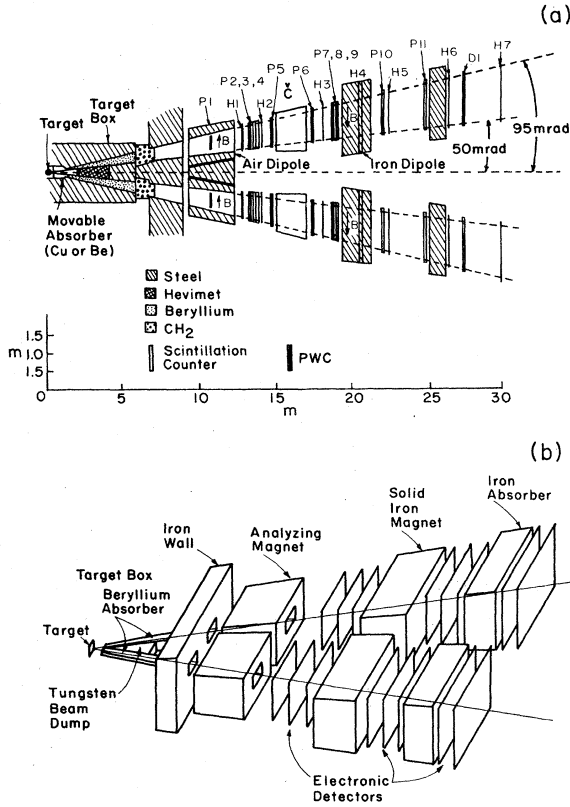 (a)
P7,8,9
P11
H6
H7
P10
D1
P5
P6
P2,3,4
H3
H4
H5
Č
H2
H1
P1
Target
Box
Target
B
B
Air Dipole
Iron Dipole
50mrad
95mrad
Movable
Absorber
(Cu or Be)
B
B
Steel
Hevimet
Beryllium
CH2
Scintillation
Counter
PWC
1.5
m 1.0
1.5
0 5 10 15 20 25 30
m
(b)
Iron
Absorber
Solid
Iron
Magnet
Iron
Wall
Analyzing
Magnet
Target Box
Beryllium
Absorber
Target
Tungsten
Beam
Dump
Electronic
Detectors